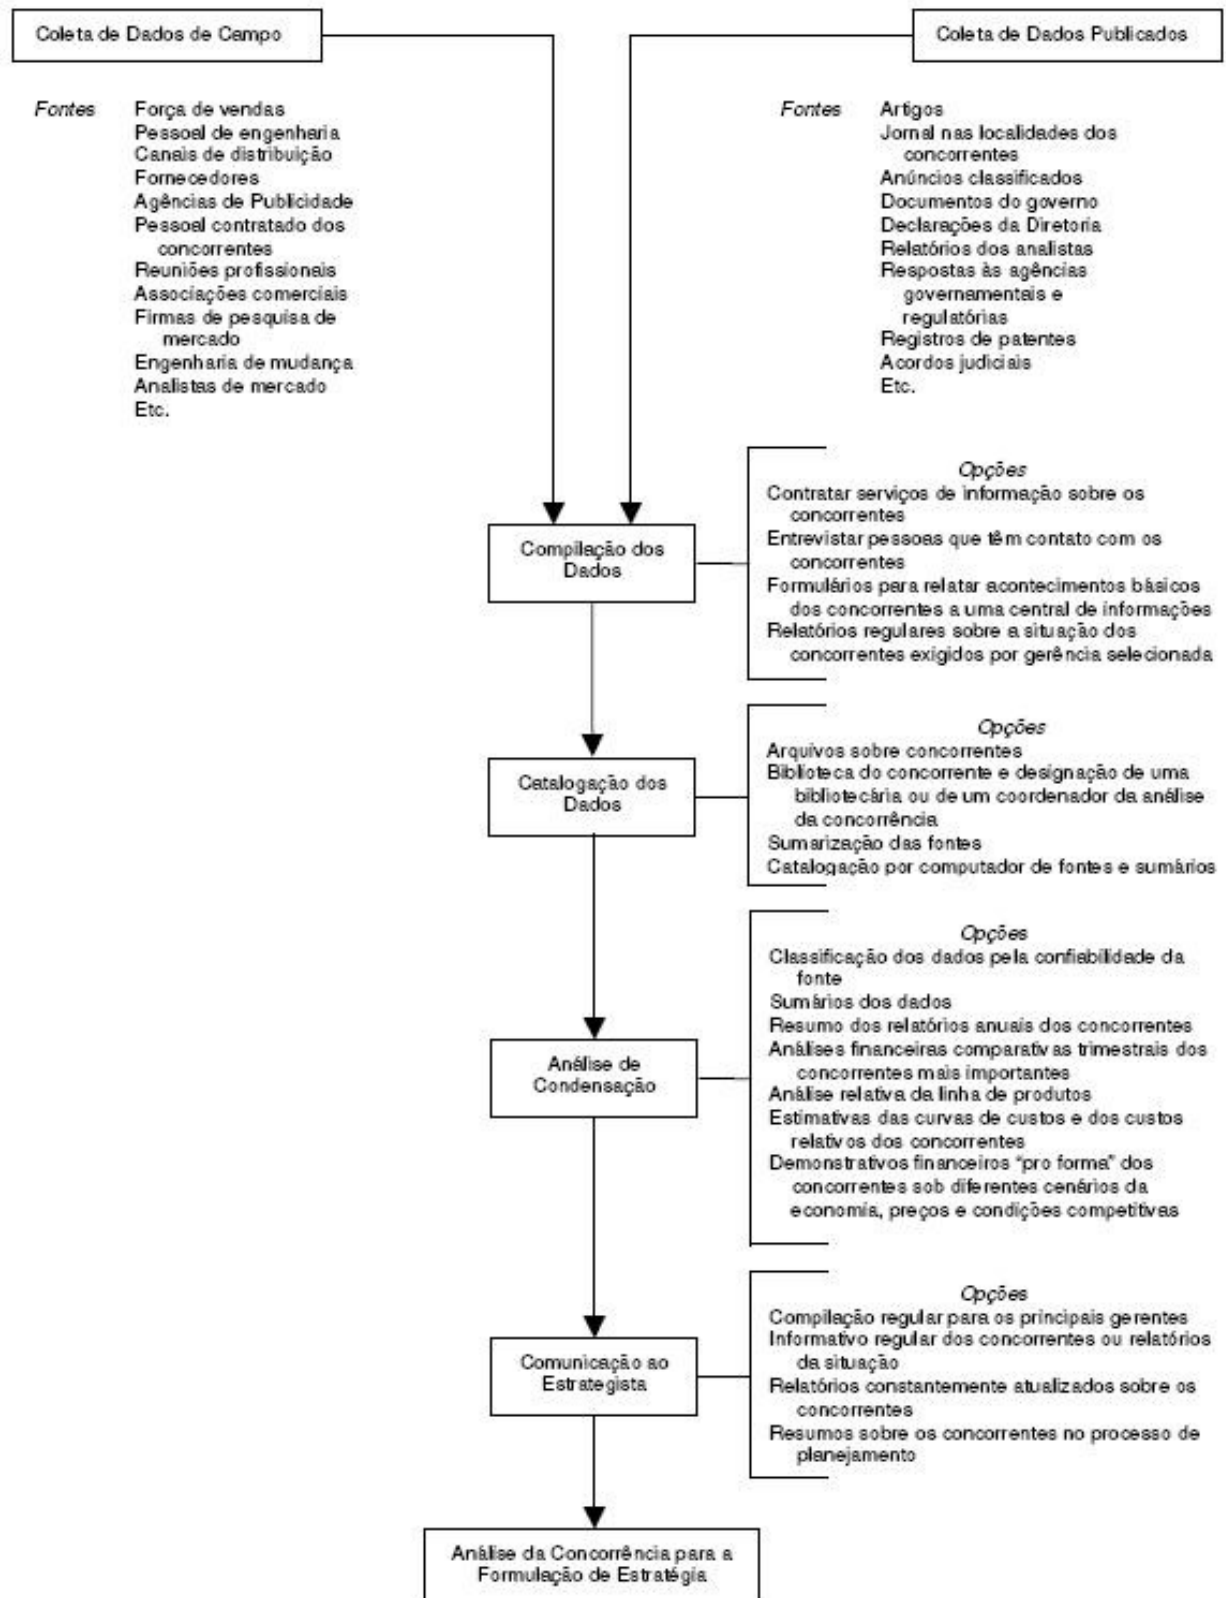 Coleta de Dados de Campo
Coleta de Dados Publicados
Fontes
Força de vendas
Pessoal de engenharia
Canais de distribuição
Fornecedores
Agências de Publicidade
Pessoal contratado dos
concorrentes
Reuniões profissionais
Associações comerciais
Firmas de pesquisa de
mercado
Engenharia de mudança
Analistas de mercado
Etc.
Fontes
Artigos
Jornal nas localidades dos
concorrentes
Anúncios classificados
Documentos do governo
Declarações da Diretoria
Relatórios dos analistas
Respostas às agências
governamentais e
regulatórias
Registros de patentes
Acordos judiciais
Etc.
Compilação dos
Dados
Opções
Contratar serviços de informação sobre os
concorrentes
Entrevistar pessoas que têm contato com os
concorrentes
Formulários para relatar acontecimentos básicos
dos concorrentes a uma central de informações
Relatórios regulares sobre a situação dos
concorrentes exigidos por gerência selecionada
Catalogação dos
Dados
Opções
Arquivos sobre concorrentes
Biblioteca do concorrente e designação de uma
bibliotecária ou de um coordenador da análise
da concorrência
Sumarização das fontes
Catalogação por computador de fontes e sumários
Análise de
Condensação
Opções
Classificação dos dados pela confiabilidade da
fonte
Sumários dos dados
Resumo dos relatórios anuais dos concorrentes
Análises financeiras comparativas trimestrais dos
concorrentes mais importantes
Análise relativa da linha de produtos
Estimativas das curvas de custos e dos custos
relativos dos concorrentes
Demonstrativos financeiros "pro forma" dos
concorrentes sob diferentes cenários da
economia, preços e condições competitivas
Comunicação ao
Estrategista
Opções
Compilação regular para os principais gerentes
Informativo regular dos concorrentes ou relatórios
da situação
Relatórios constantemente atualizados sobre os
concorrentes
Resumos sobre os concorrentes no processo de
planejamento
Análise da Concorrência para a
Formulação de Estratégia